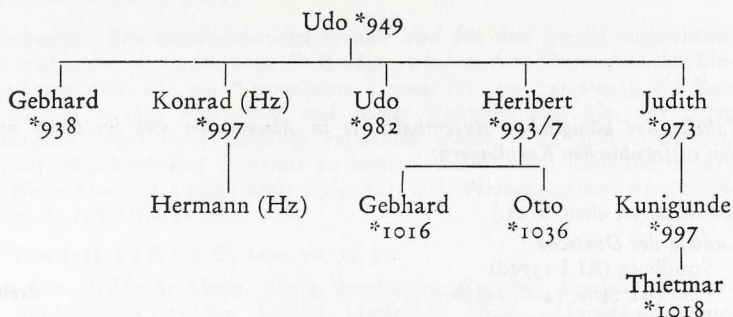 Udo *949
Gebhard Konrad (Hz) Udo Heribert Judith
*938 *997 *982 *993/7 *973
Hermann (Hz) Gebhard Otto Kunigunde
*1016 *1036 *997
Thietmar
*1018